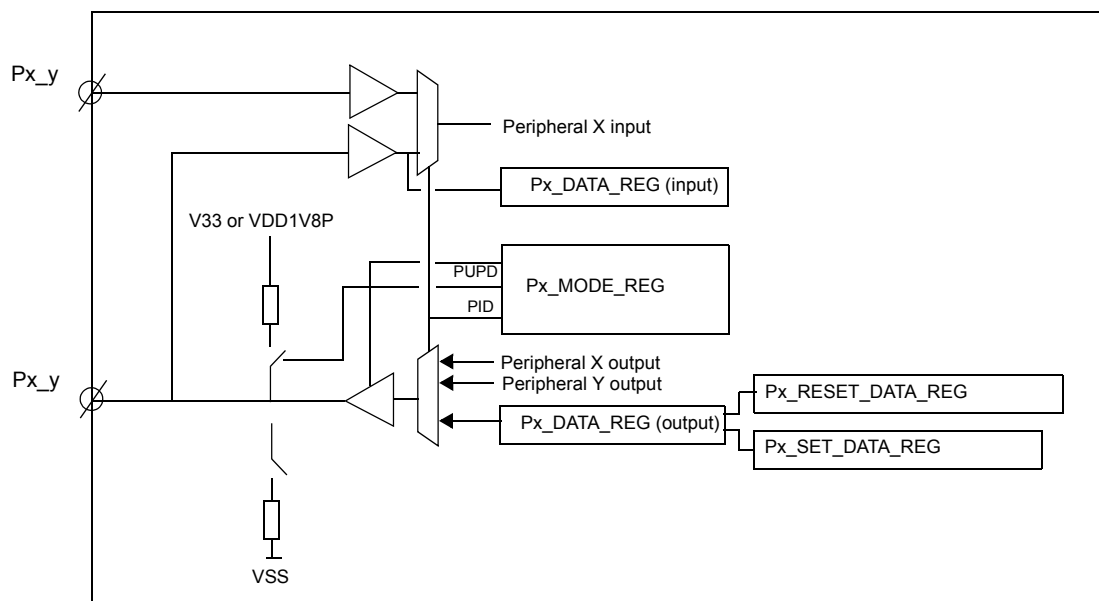 Px_y
Peripheral X input
Px_DATA_REG (input)
V33 or VDD1V8P
PUPD
Px_MODE_REG
PID
Peripheral X output
Px_y
Peripheral Y output
Px_RESET_DATA_REG
Px_DATA_REG (output)
Px_SET_DATA_REG
VSS